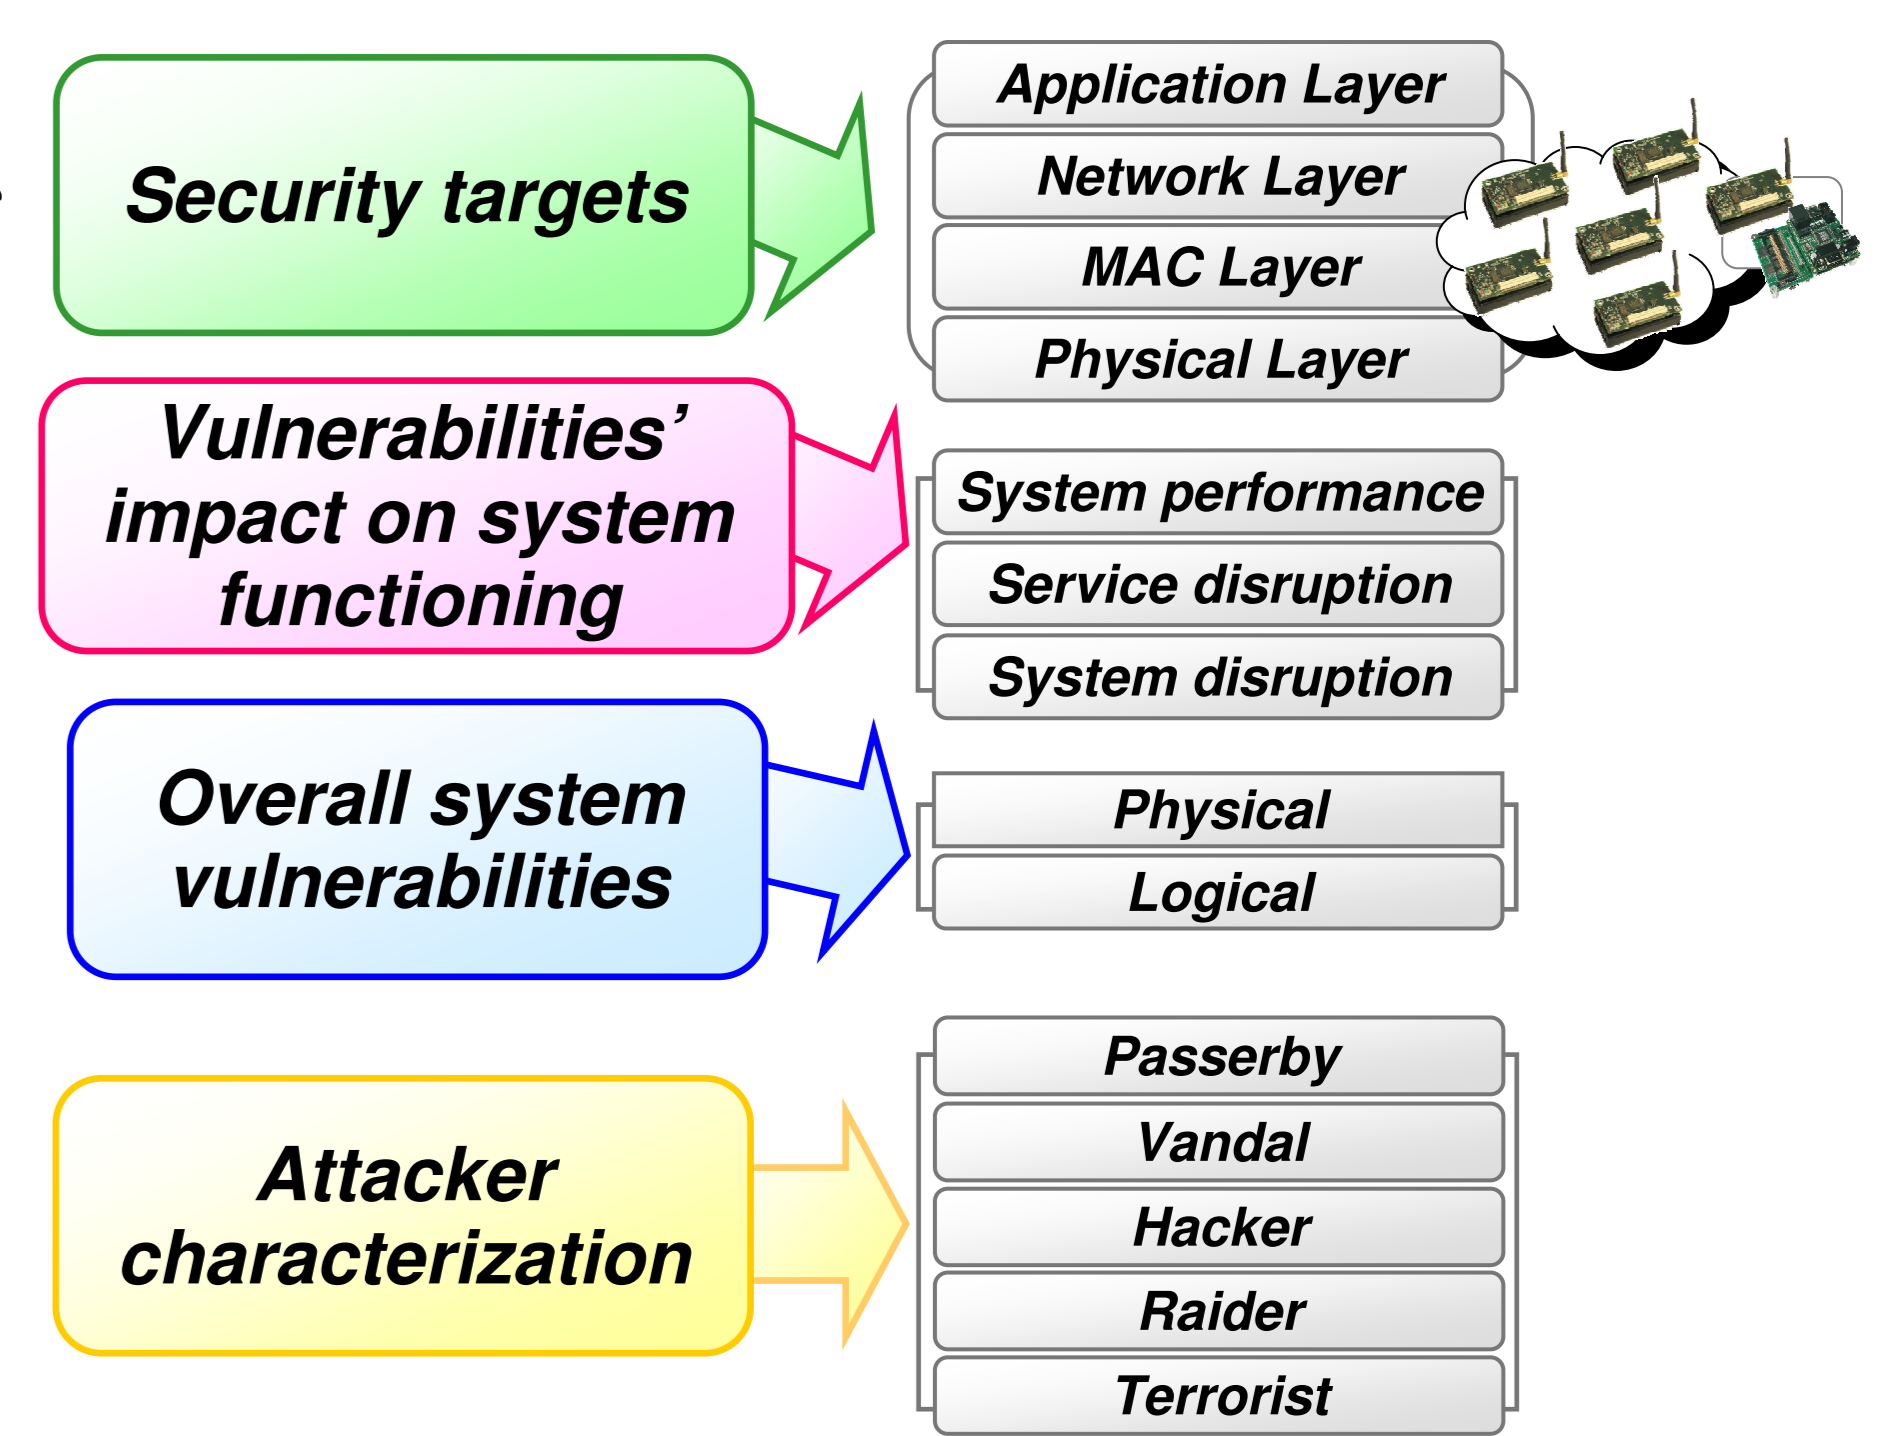 Security targets
Application Layer
Network Layer
MAC Layer
Physical Layer
Vulnerabilities’
impact on system
functioning
System performance
Service disruption
System disruption
Overall system
vulnerabilities
Physical
Logical
Attacker
characterization
Passerby
Vandal
Hacker
Raider
Terrorist